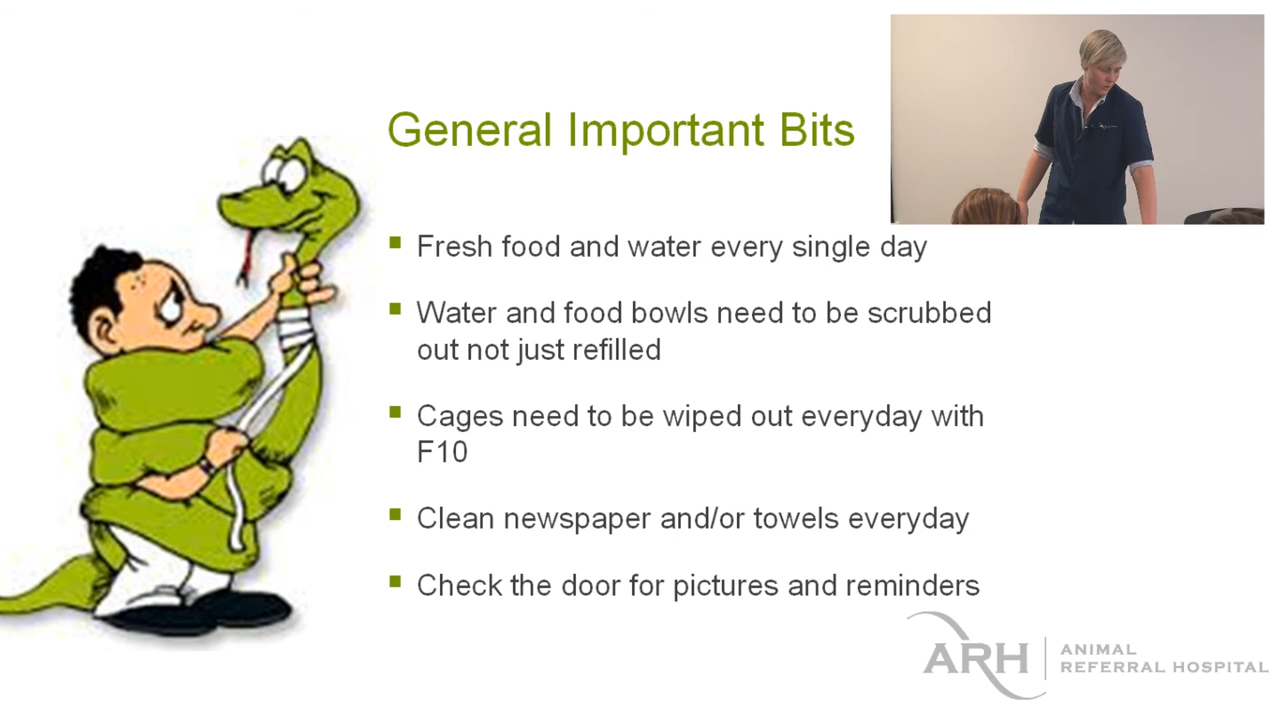 General Important Bits
Fresh food and water every single day
Water and food bowls need to be scrubbed
out not just refilled
Cages need to be wiped out everyday with
F10
Clean newspaper and/or towels everyday
Check the door for pictures and reminders
ARH
ANIMAL
REFERRAL HOSPITAL